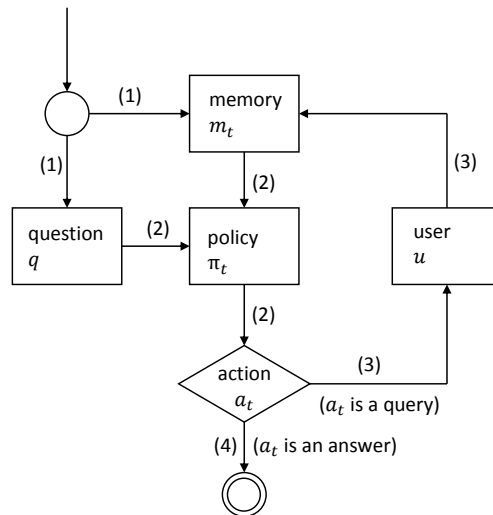 (1)
memory
m_t
(1)
(2)
(3)
question
q
(2)
policy
π_t
user
u
(2)
action
a_t
(3)
(a_t is a query)
(4)
(a_t is an answer)